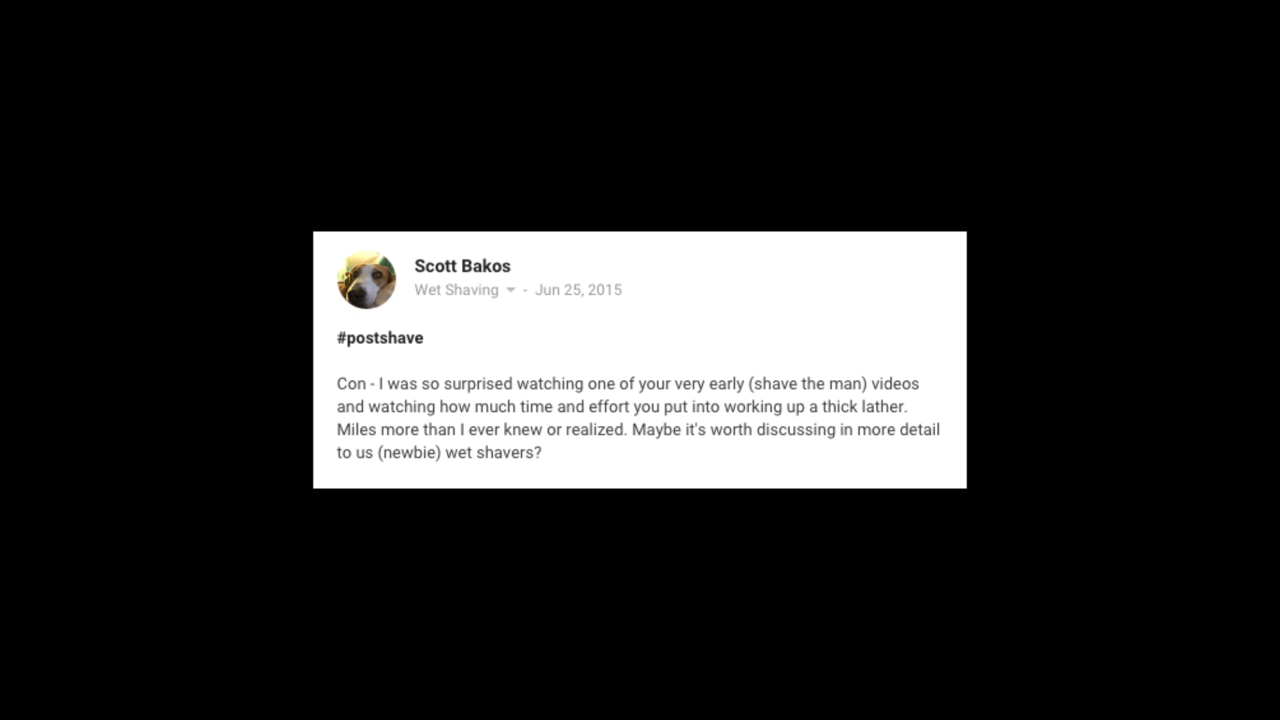 Scott Bakos
Wet Shaving - Jun 25, 2015
#postshave
Con - I was so surprised watching one of your very early (shave the man) videos
and watching how much time and effort you put into working up a thick lather.
Miles more than I ever knew or realized. Maybe it's worth discussing in more detail
to us (newbie) wet shavers?